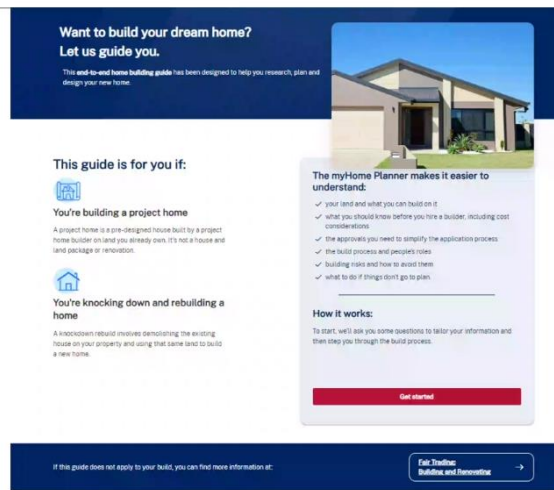 Want to build your dream home?
Let us guide you.
This end-to-end home building guide has been designed to help you research, plan and
design your new home.
This guide is for you if:
You're building a project home
A project home is a pre-designed house built by a project
home builder on land you already own. It's not a house and
land package or renovation.
You're knocking down and rebuilding a
home
A knockdown rebuild involves demolishing the existing
house on your property and using that same land to build
a new home.
The myHome Planner makes it easier to
understand:
your land and what you can build on it
what you should know before you hire a builder, including cost
considerations
the approvals you need to simplify the application process
the build process and people's roles
building risks and how to avoid them
what to do if things don't go to plan.
How it works:
To start, we'll ask you some questions to tailor your information and
then step you through the build process.
Get started
If this guide does not apply to your build, you can find more information at:
Fair Trading:
Building and Renovating